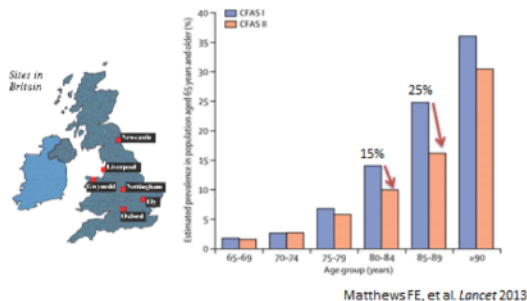 Sites in
Britain
Newcastle
Liverpool
Gwynedd
Nottingham
Ely
Oxford
Estimated prevalence in population aged 65 years and older (%)
40
35
30
25
20
15
10
5
0
CFAS I
CFAS II
15%
25%
65–69
70–74
75–79
80–84
85–89
≥90
Age group (years)
Matthews FE, et al. Lancet 2013